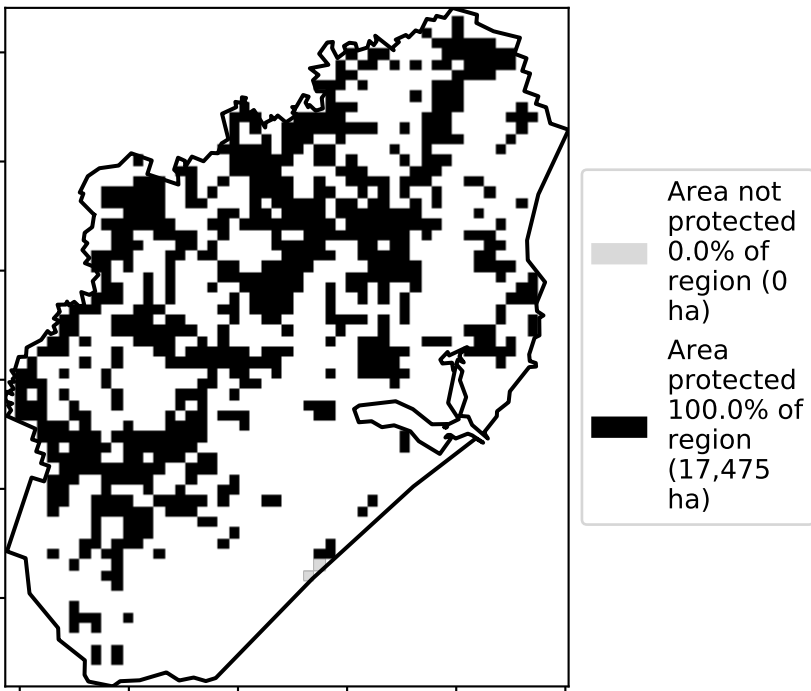 Area not
protected
0.0% of
region (0
ha)
Area
protected
100.0% of
region
(17,475
ha)